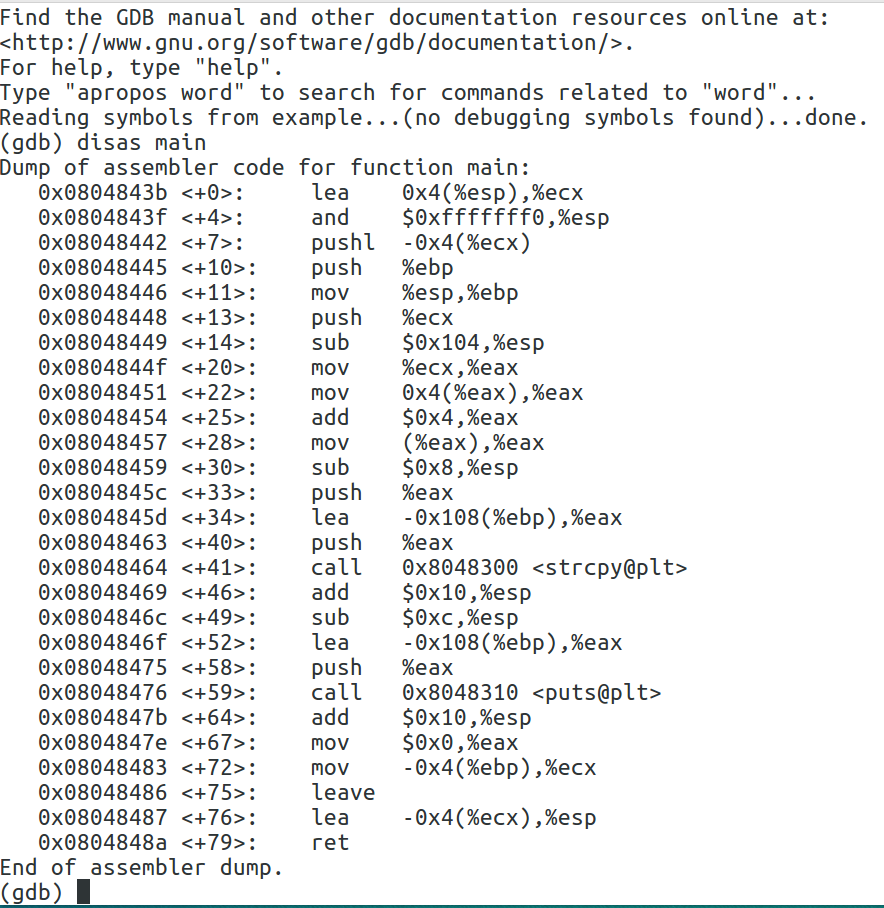 Find the GDB manual and other documentation resources online at:
<http://www.gnu.org/software/gdb/documentation/>.
For help, type "help".
Type "apropos word" to search for commands related to "word"...
Reading symbols from example...(no debugging symbols found)...done.
(gdb) disas main
Dump of assembler code for function main:
   0x0804843b <+0>:     lea    0x4(%esp),%ecx
   0x0804843f <+4>:     and    $0xfffffff0,%esp
   0x08048442 <+7>:     pushl  -0x4(%ecx)
   0x08048445 <+10>:    push   %ebp
   0x08048446 <+11>:    mov    %esp,%ebp
   0x08048448 <+13>:    push   %ecx
   0x08048449 <+14>:    sub    $0x104,%esp
   0x0804844f <+20>:    mov    %ecx,%eax
   0x08048451 <+22>:    mov    0x4(%eax),%eax
   0x08048454 <+25>:    add    $0x4,%eax
   0x08048457 <+28>:    mov    (%eax),%eax
   0x08048459 <+30>:    sub    $0x8,%esp
   0x0804845c <+33>:    push   %eax
   0x0804845d <+34>:    lea    -0x108(%ebp),%eax
   0x08048463 <+40>:    push   %eax
   0x08048464 <+41>:    call   0x8048300 <strcpy@plt>
   0x08048469 <+46>:    add    $0x10,%esp
   0x0804846c <+49>:    sub    $0xc,%esp
   0x0804846f <+52>:    lea    -0x108(%ebp),%eax
   0x08048475 <+58>:    push   %eax
   0x08048476 <+59>:    call   0x8048310 <puts@plt>
   0x0804847b <+64>:    add    $0x10,%esp
   0x0804847e <+67>:    mov    $0x0,%eax
   0x08048483 <+72>:    mov    -0x4(%ebp),%ecx
   0x08048486 <+75>:    leave
   0x08048487 <+76>:    lea    -0x4(%ecx),%esp
   0x0804848a <+79>:    ret
End of assembler dump.
(gdb)